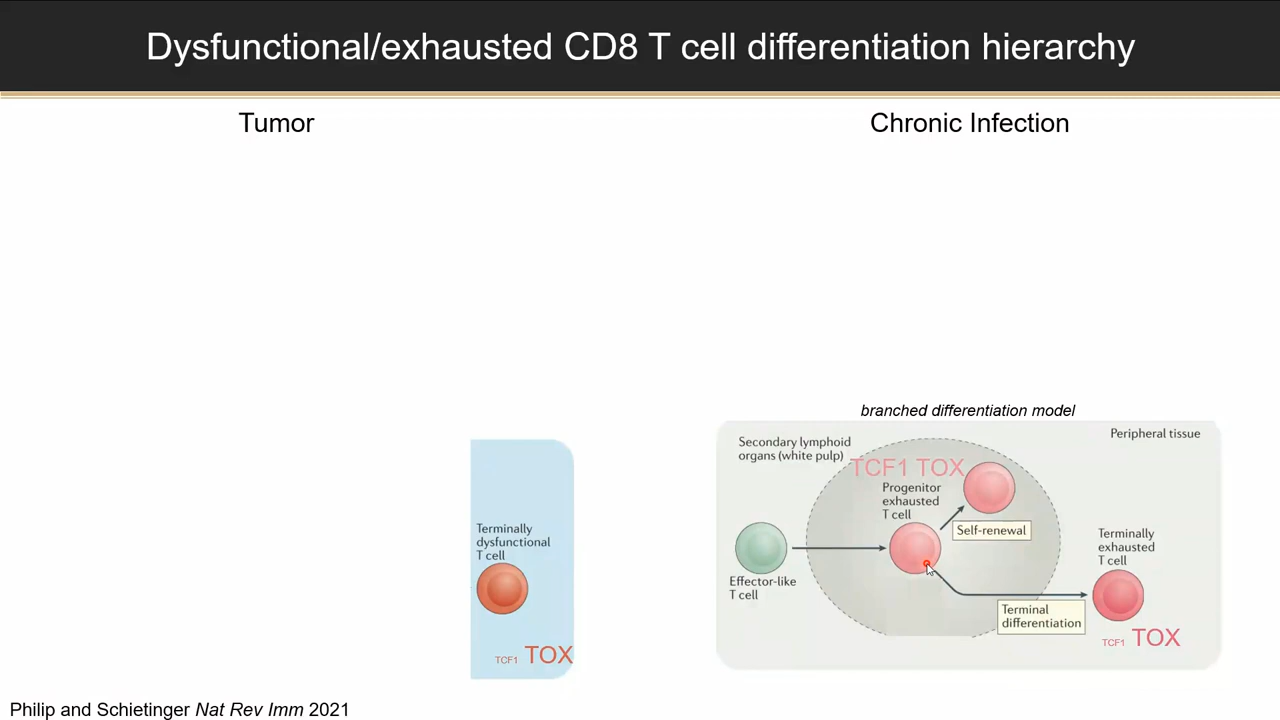 Dysfunctional/exhausted CD8 T cell differentiation hierarchy
Tumor
Chronic Infection
Terminally
dysfunctional
T cell
TCF1 TOX
branched differentiation model
Secondary lymphoid
organs (white pulp)
Peripheral tissue
TCF1 TOX
Progenitor
exhausted
T cell
Self-renewal
Effector-like
T cell
Terminal
differentiation
Terminally
exhausted
T cell
TCF1 TOX
Philip and Schietinger Nat Rev Imm 2021